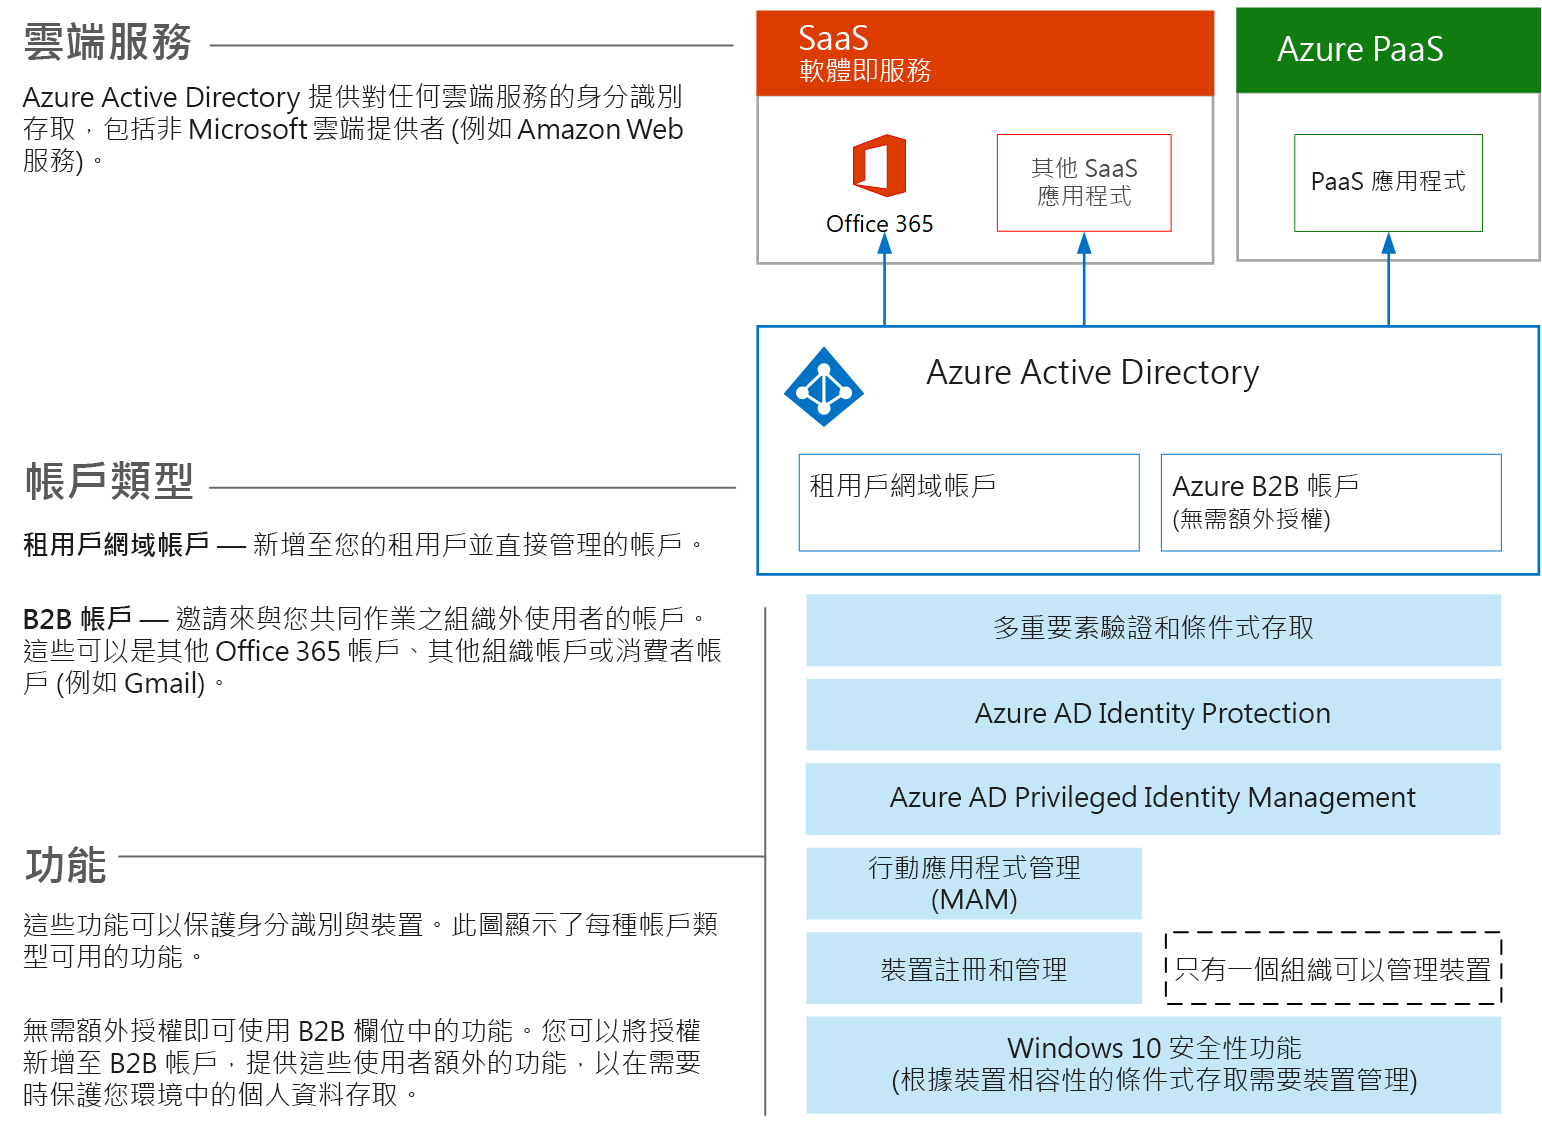 雲端服務
Azure Active Directory 提供對任何雲端服務的身分識別
存取，包括非 Microsoft 雲端提供者 (例如 Amazon Web
服務)。
SaaS
軟體即服務
Azure PaaS
Office 365
其他 SaaS
應用程式
PaaS 應用程式
Azure Active Directory
租用戶網域帳戶
Azure B2B 帳戶
(無需額外授權)
帳戶類型
租用戶網域帳戶 — 新增至您的租用戶並直接管理的帳戶。
B2B 帳戶 — 邀請來與您共同作業之組織外使用者的帳戶。
這些可以是其他 Office 365 帳戶、其他組織帳戶或消費者帳
戶 (例如 Gmail)。
多重要素驗證和條件式存取
Azure AD Identity Protection
Azure AD Privileged Identity Management
行動應用程式管理
(MAM)
裝置註冊和管理
只有一個組織可以管理裝置
Windows 10 安全性功能
(根據裝置相容性的條件式存取需要裝置管理)
功能
這些功能可以保護身分識別與裝置。此圖顯示了每種帳戶類
型可用的功能。
無需額外授權即可使用 B2B 欄位中的功能。您可以將授權
新增至 B2B 帳戶，提供這些使用者額外的功能，以在需要
時保護您環境中的個人資料存取。